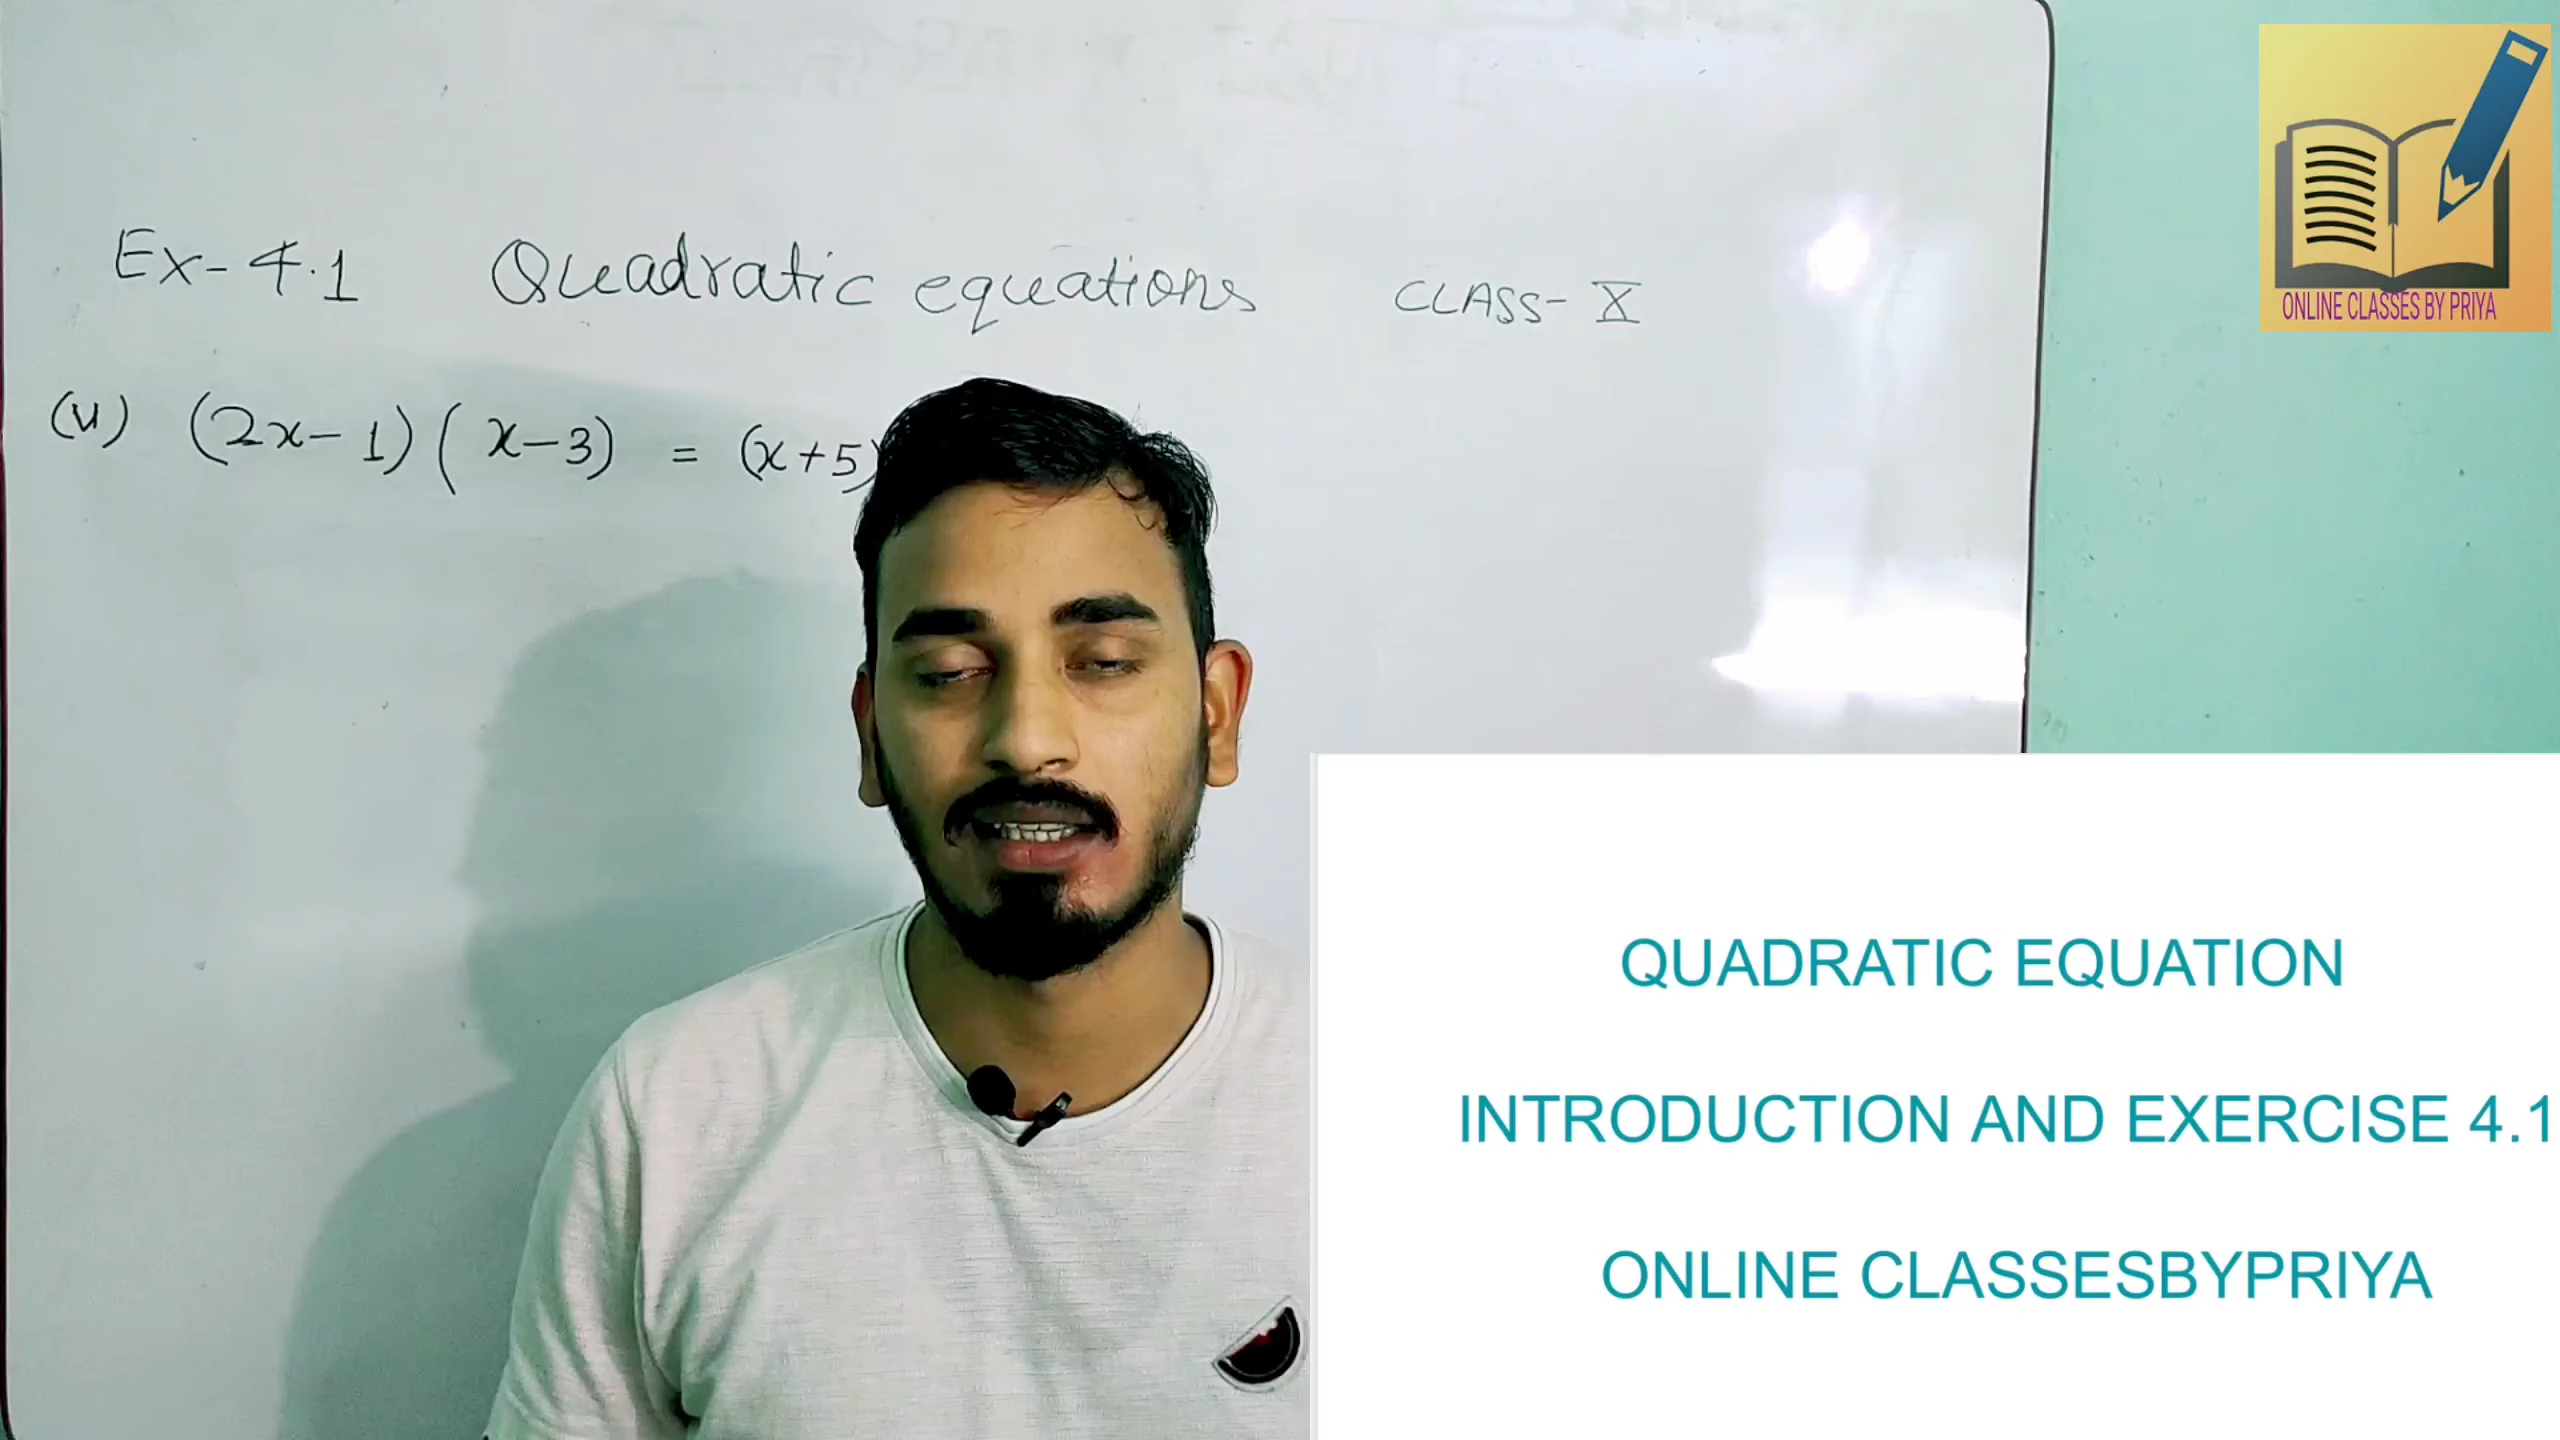 Ex-4.1 Quadratic equations CLASS-X
(v) (2x-1)(x-3) = (x+5)
ONLINE CLASSES BY PRIYA
QUADRATIC EQUATION
INTRODUCTION AND EXERCISE 4.1
ONLINE CLASSESBYPRIYA